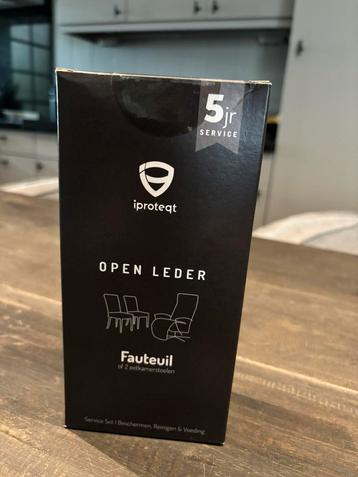 5jr
SERVICE
iproteqt
OPEN LEDER
Fauteuil
of 2 eetkamerstoelen
Service Set | Beschermen, Reinigen & Voeding